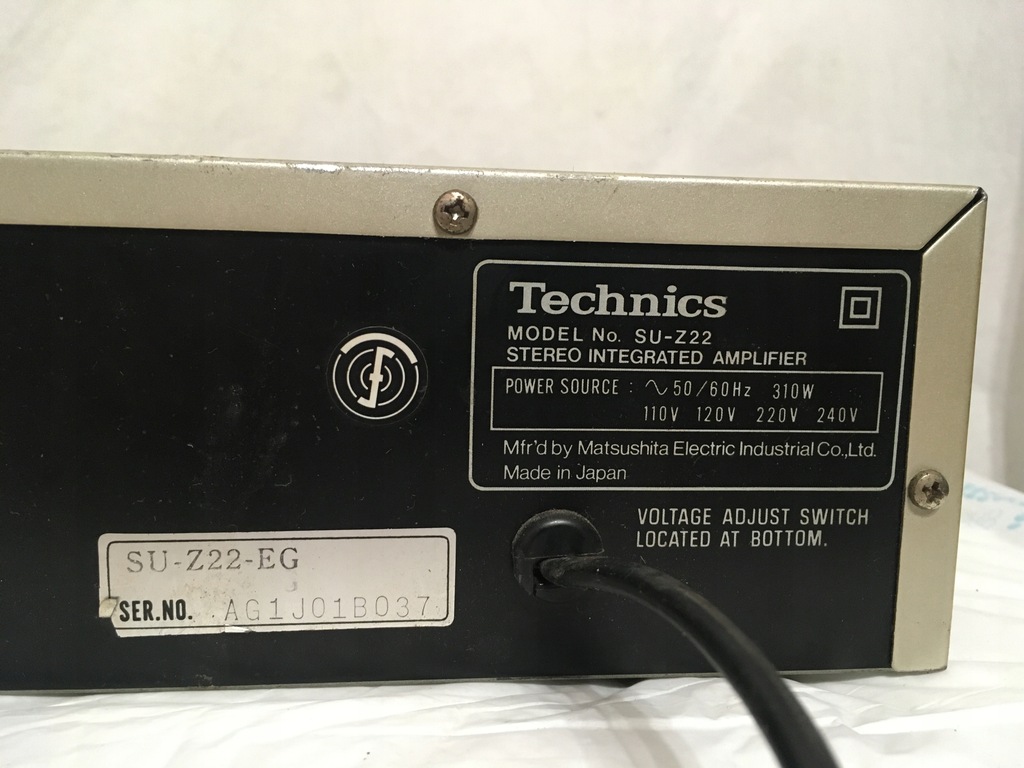 Technics
MODEL No. SU-Z22
STEREO INTEGRATED AMPLIFIER
POWER SOURCE : ∿ 50/60Hz 310W
110V 120V 220V 240V
Mfr'd by Matsushita Electric Industrial Co.,Ltd.
Made in Japan
VOLTAGE ADJUST SWITCH
LOCATED AT BOTTOM.
SU-Z22-EG
SER.NO. AG1J01B037